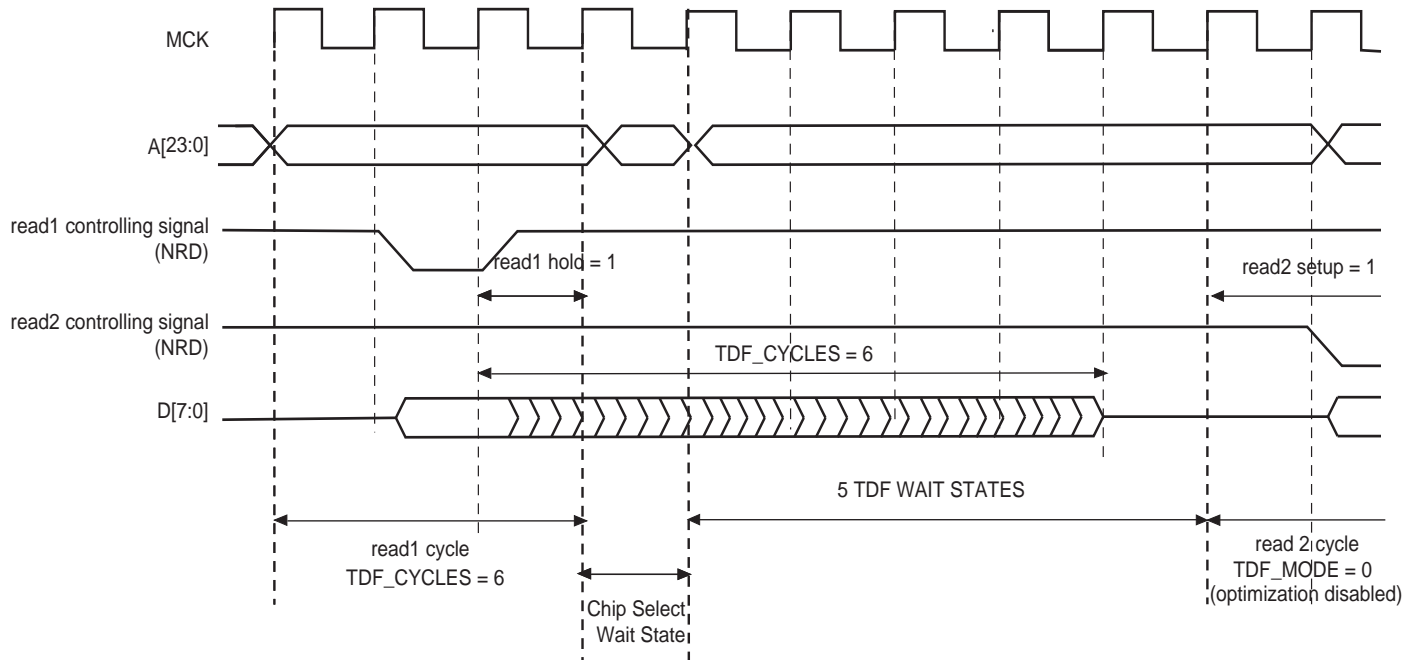 MCK
A[23:0]
read1 controlling signal
(NRD)
read1 hold = 1
read2 setup = 1
read2 controlling signal
(NRD)
TDF_CYCLES = 6
D[7:0]
5 TDF WAIT STATES
read1 cycle
TDF_CYCLES = 6
read 2 cycle
TDF_MODE = 0
(optimization disabled)
Chip Select
Wait State